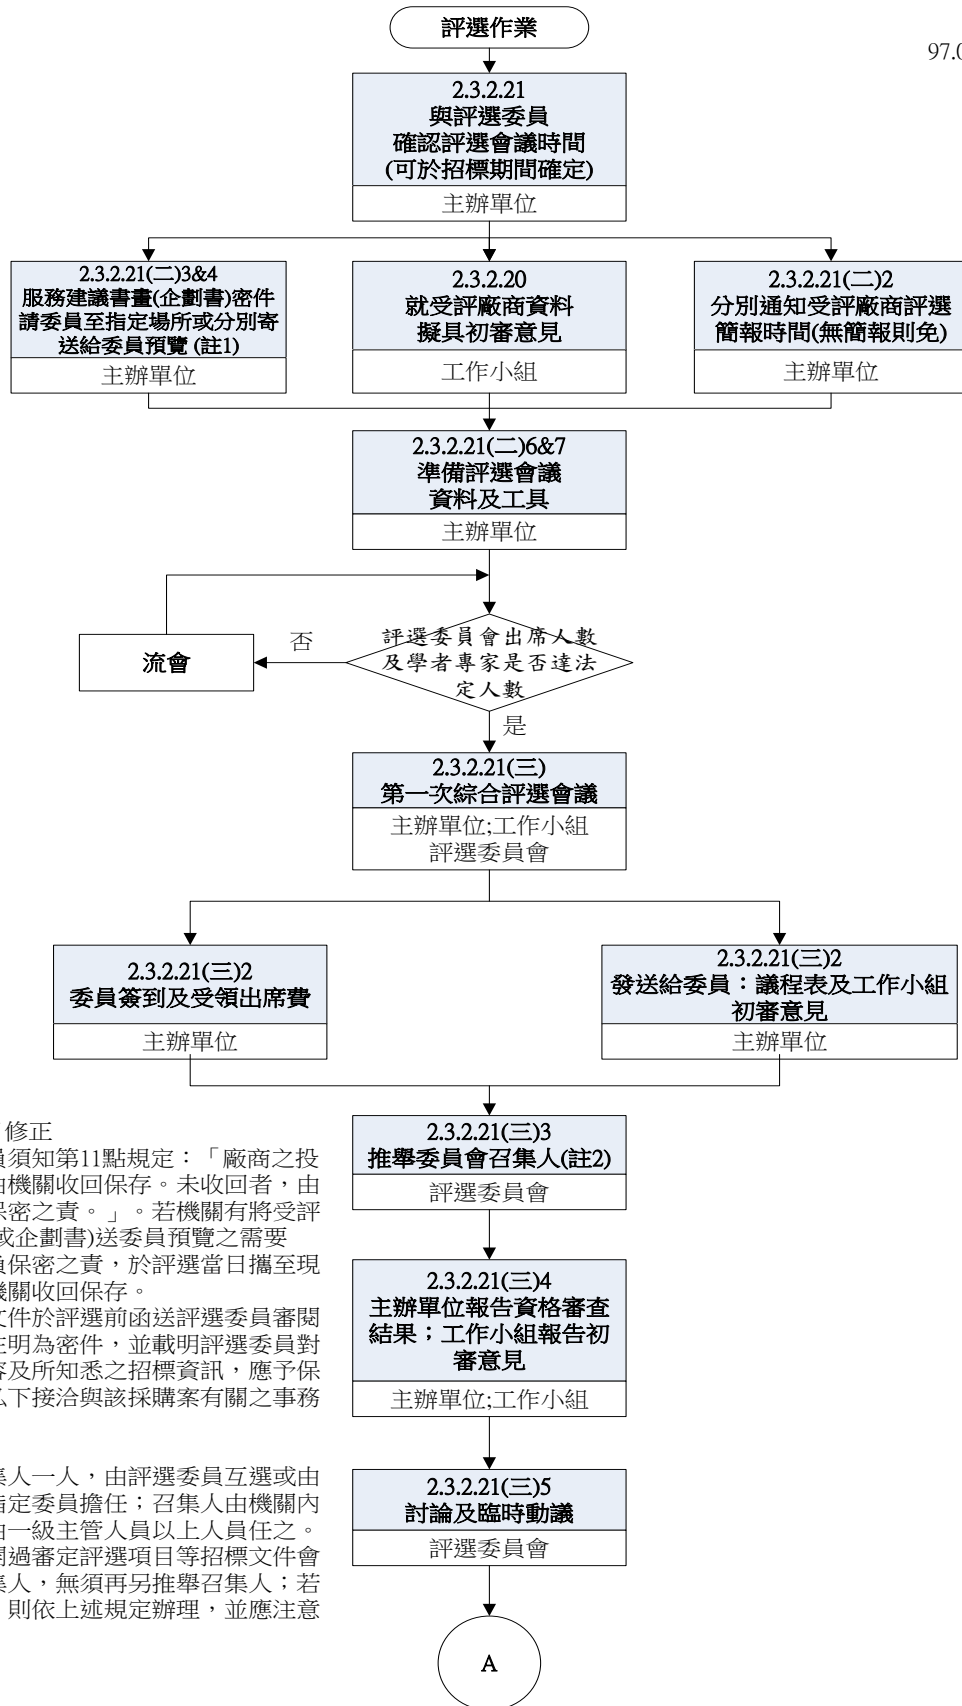 評選作業
97.0
2.3.2.21
與評選委員
確認評選會議時間
(可於招標期間確定)
主辦單位
2.3.2.21(二)3&4
服務建議書畫(企劃書)密件
請委員至指定場所或分別寄
送給委員預覽 (註1)
主辦單位
2.3.2.20
就受評廠商資料
擬具初審意見
工作小組
2.3.2.21(二)2
分別通知受評廠商評選
簡報時間(無簡報則免)
主辦單位
2.3.2.21(二)6&7
準備評選會議
資料及工具
主辦單位
評選委員會出席人數
及學者專家是否達法
定人數
否
流會
是
2.3.2.21(三)
第一次綜合評選會議
主辦單位;工作小組
評選委員會
2.3.2.21(三)2
委員簽到及受領出席費
主辦單位
2.3.2.21(三)2
發送給委員：議程表及工作小組
初審意見
主辦單位
2.3.2.21(三)3
推舉委員會召集人(註2)
評選委員會
2.3.2.21(三)4
主辦單位報告資格審查
結果；工作小組報告初
審意見
主辦單位;工作小組
2.3.2.21(三)5
討論及臨時動議
評選委員會
A
修正
員須知第11點規定：「廠商之投
由機關收回保存。未收回者，由
保密之責。」。若機關有將受評
或企劃書)送委員預覽之需要
負保密之責，於評選當日攜至現
機關收回保存。
文件於評選前函送評選委員審閱
註明為密件，並載明評選委員對
容及所知悉之招標資訊，應予保
私下接洽與該採購案有關之事務
集人一人，由評選委員互選或由
指定委員擔任；召集人由機關內
由一級主管人員以上人員任之。
開過審定評選項目等招標文件會
集人，無須再另推舉召集人；若
則依上述規定辦理，並應注意